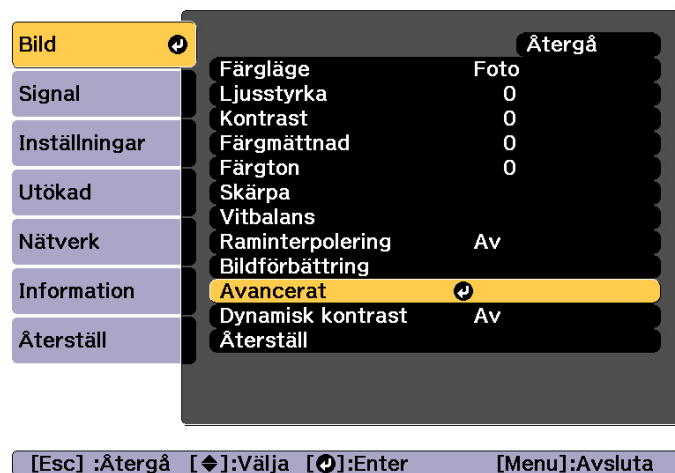 Bild
Signal
Inställningar
Utökad
Nätverk
Information
Återställ
Återgå
Färgläge Foto
Ljusstyrka 0
Kontrast 0
Färgmättnad 0
Färgton 0
Skärpa
Vitbalans
Raminterpolering Av
Bildförbättring
Avancerat
Dynamisk kontrast Av
Återställ
[Esc] :Återgå [◆]:Välja [↵]:Enter [Menu]:Avsluta